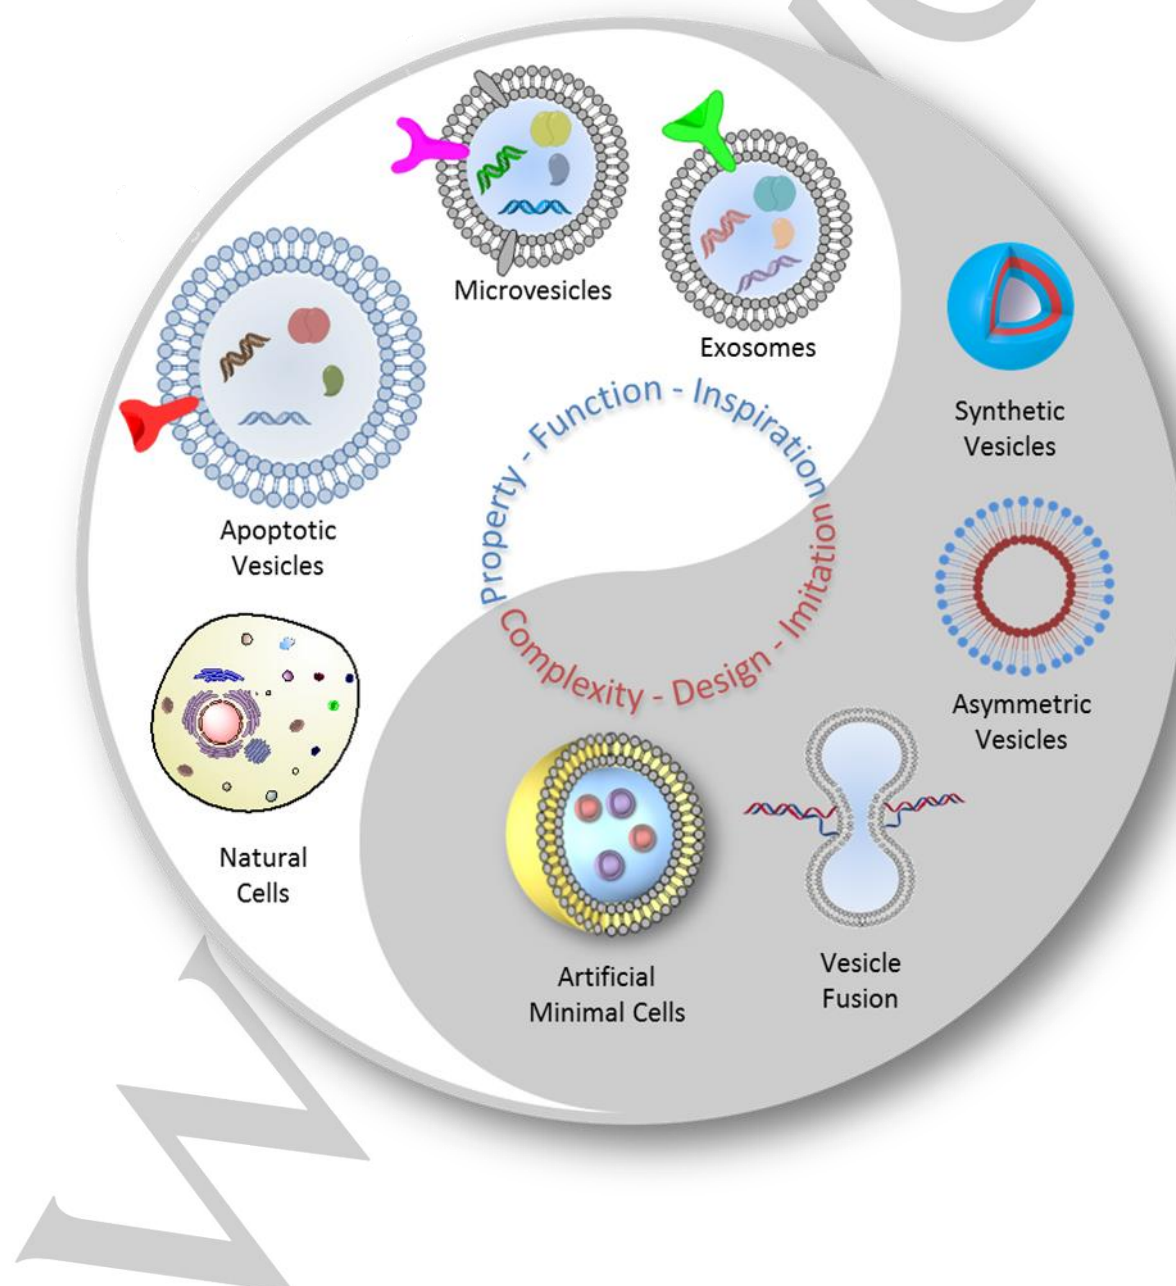 Microvesicles
Exosomes
Synthetic
Vesicles
Apoptotic
Vesicles
Property - Function - Inspiration
Complexity - Design - Imitation
Asymmetric
Vesicles
Natural
Cells
Artificial
Minimal Cells
Vesicle
Fusion
W